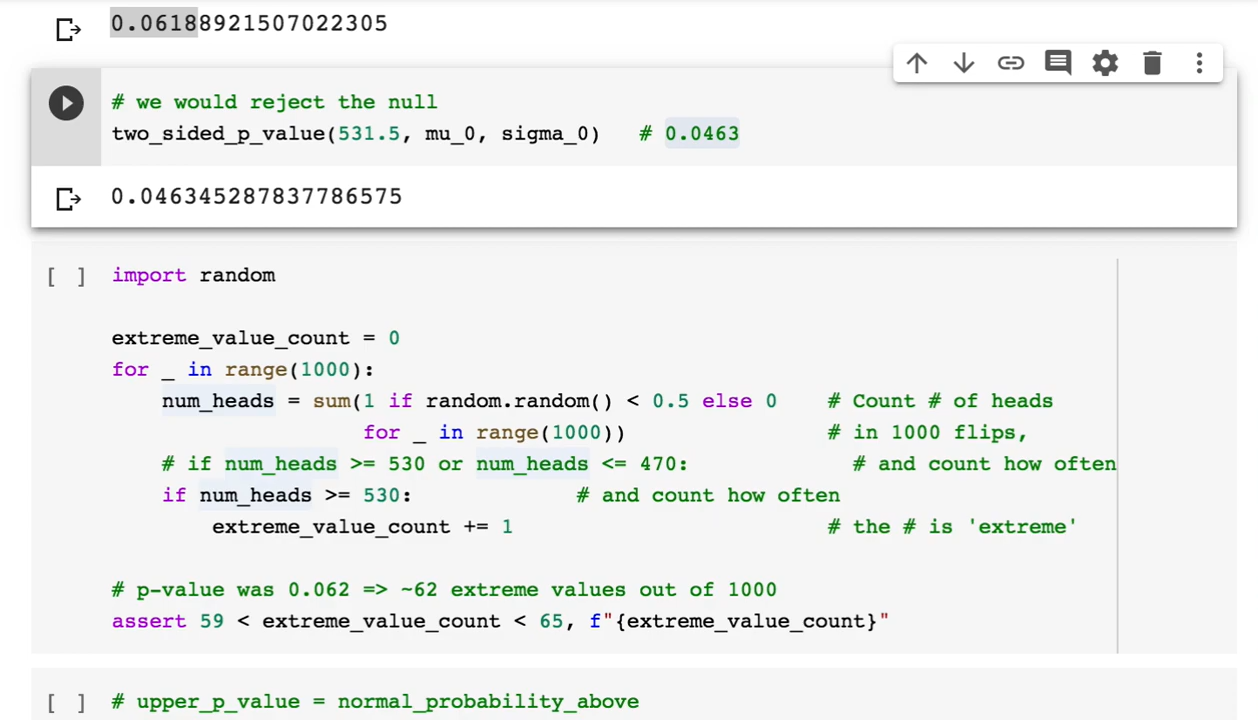 0.06188921507022305
# we would reject the null
two_sided_p_value(531.5, mu_0, sigma_0)   # 0.0463
0.046345287837786575
[ ] import random
extreme_value_count = 0
for _ in range(1000):
    num_heads = sum(1 if random.random() < 0.5 else 0    # Count # of heads
                    for _ in range(1000))                # in 1000 flips,
    # if num_heads >= 530 or num_heads <= 470:             # and count how often
    if num_heads >= 530:             # and count how often
        extreme_value_count += 1                         # the # is 'extreme'
# p-value was 0.062 => ~62 extreme values out of 1000
assert 59 < extreme_value_count < 65, f"{extreme_value_count}"
[ ] # upper_p_value = normal_probability_above